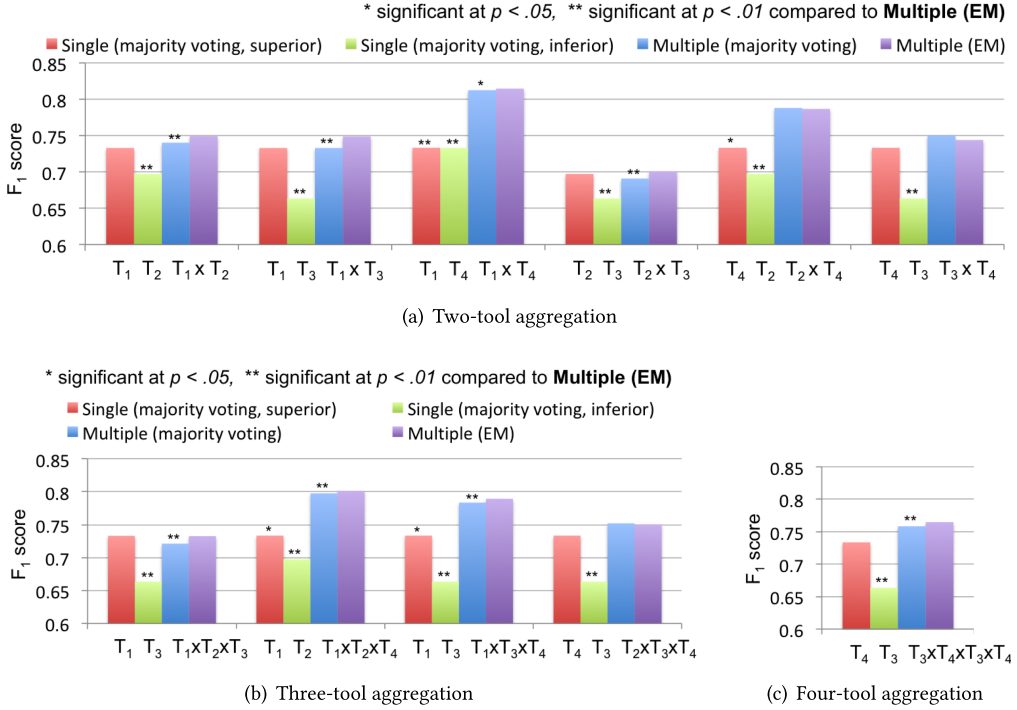 * significant at p < .05, ** significant at p < .01 compared to Multiple (EM)
Single (majority voting, superior) Single (majority voting, inferior) Multiple (majority voting) Multiple (EM)
0.85
0.8
0.75
0.7
0.65
0.6
F1 score
** ** ** ** ** ** * ** ** * ** **
T1 T2 T1 x T2 T1 T3 T1 x T3 T1 T4 T1 x T4 T2 T3 T2 x T3 T4 T2 T2 x T4 T4 T3 T3 x T4
(a) Two-tool aggregation
* significant at p < .05, ** significant at p < .01 compared to Multiple (EM)
Single (majority voting, superior) Single (majority voting, inferior)
Multiple (majority voting) Multiple (EM)
0.85
0.8
0.75
0.7
0.65
0.6
F1 score
** ** * ** ** * ** ** **
T1 T3 T1xT2xT3 T1 T2 T1xT2xT4 T1 T3 T1xT3xT4 T4 T3 T2xT3xT4
(b) Three-tool aggregation
0.85
0.8
0.75
0.7
0.65
0.6
F1 score
** **
T4 T3 T3xT4xT3xT4
(c) Four-tool aggregation